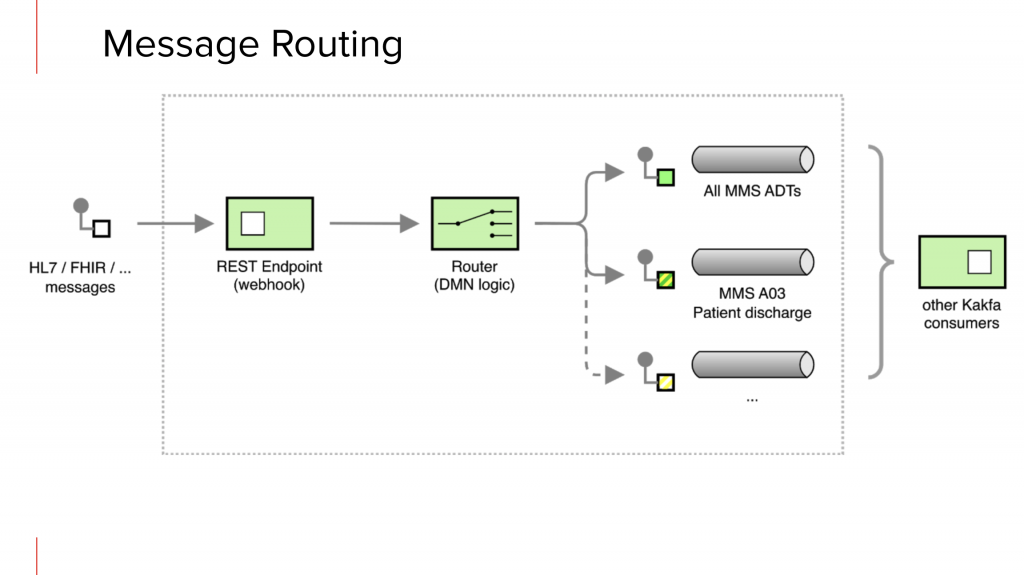 Message Routing
HL7 / FHIR / ...
messages
REST Endpoint
(webhook)
Router
(DMN logic)
All MMS ADTs
MMS A03
Patient discharge
...
other Kakfa
consumers